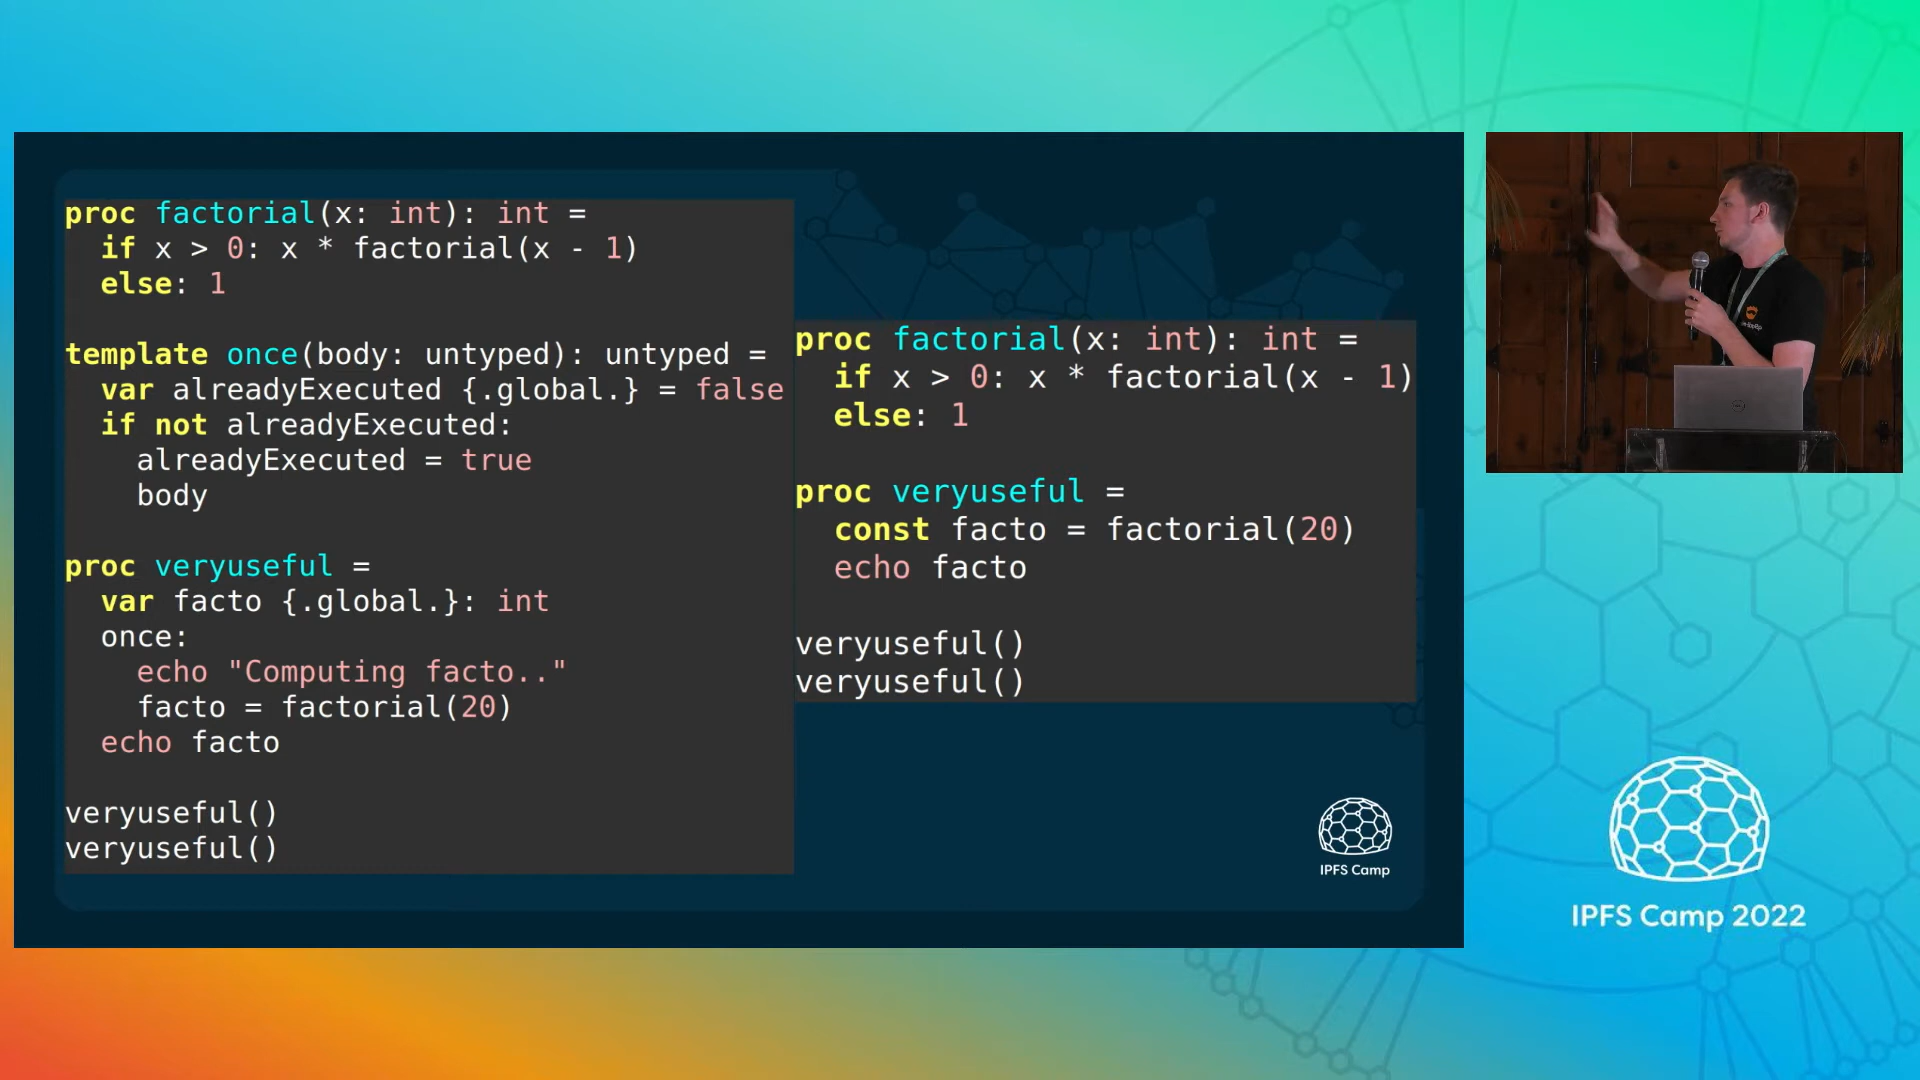 proc factorial(x: int): int =
  if x > 0: x * factorial(x - 1)
  else: 1
template once(body: untyped): untyped =
  var alreadyExecuted {.global.} = false
  if not alreadyExecuted:
    alreadyExecuted = true
    body
proc veryuseful =
  var facto {.global.}: int
  once:
    echo "Computing facto.."
    facto = factorial(20)
  echo facto
veryuseful()
veryuseful()
proc factorial(x: int): int =
  if x > 0: x * factorial(x - 1)
  else: 1
proc veryuseful =
  const facto = factorial(20)
  echo facto
veryuseful()
veryuseful()
IPFS Camp
IPFS Camp 2022